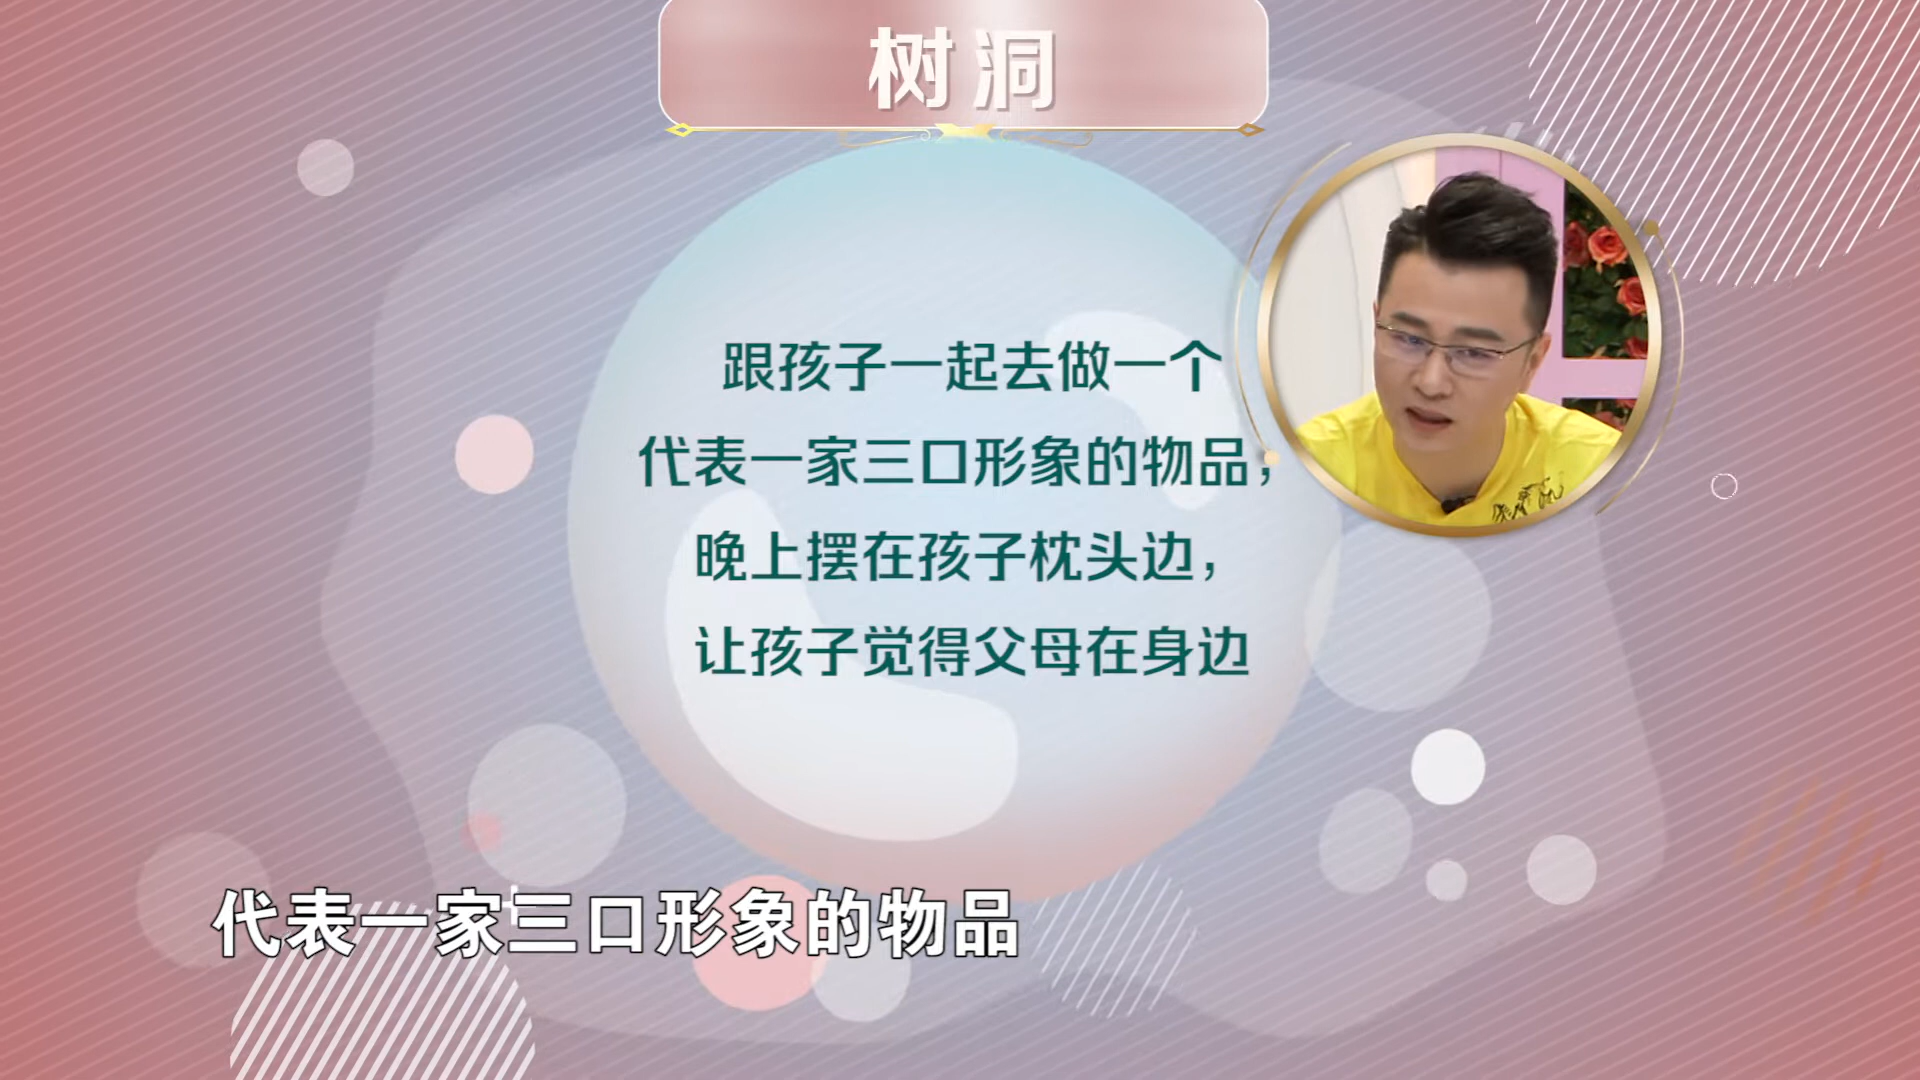 树洞
跟孩子一起去做一个
代表一家三口形象的物品，
晚上摆在孩子枕头边，
让孩子觉得父母在身边
代表一家三口形象的物品